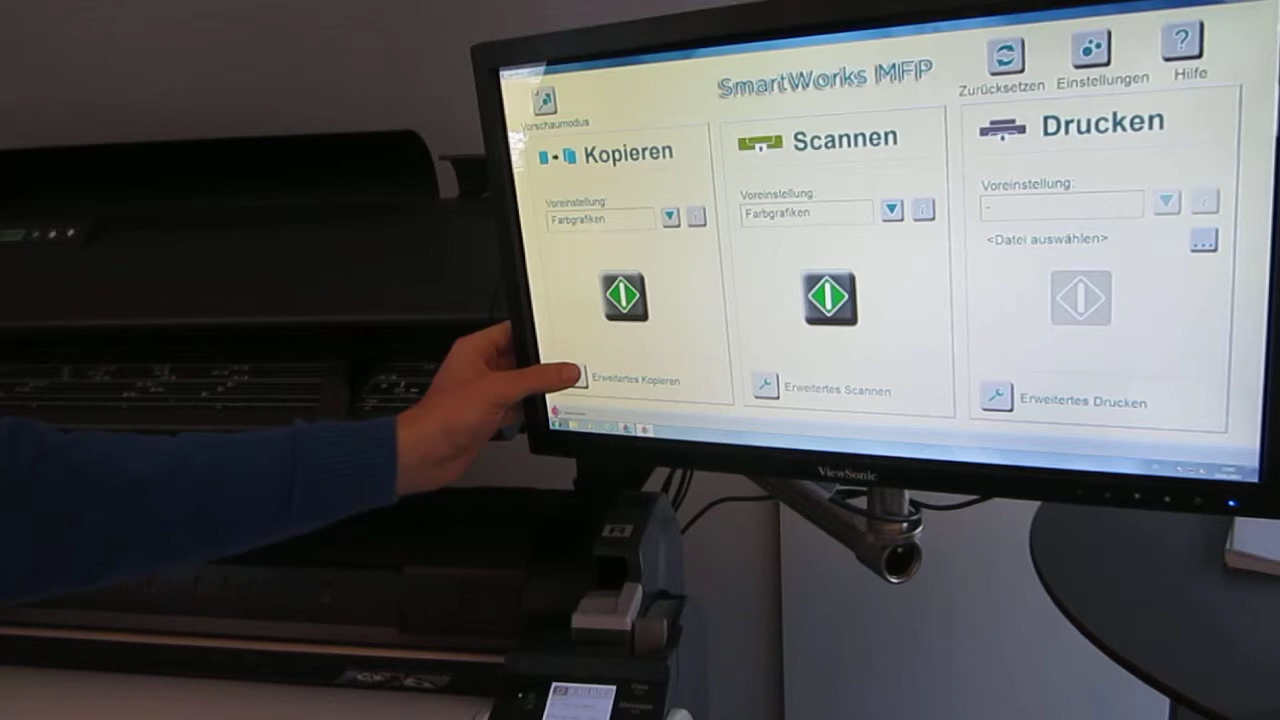 SmartWorks MFP
Zurücksetzen
Einstellungen
Hilfe
Vorschaumodus
Kopieren
Voreinstellung:
Farbgrafiken
Erweitertes Kopieren
Scannen
Voreinstellung:
Farbgrafiken
Erweitertes Scannen
Drucken
Voreinstellung:
-
<Datei auswählen>
...
Erweitertes Drucken
ViewSonic
R